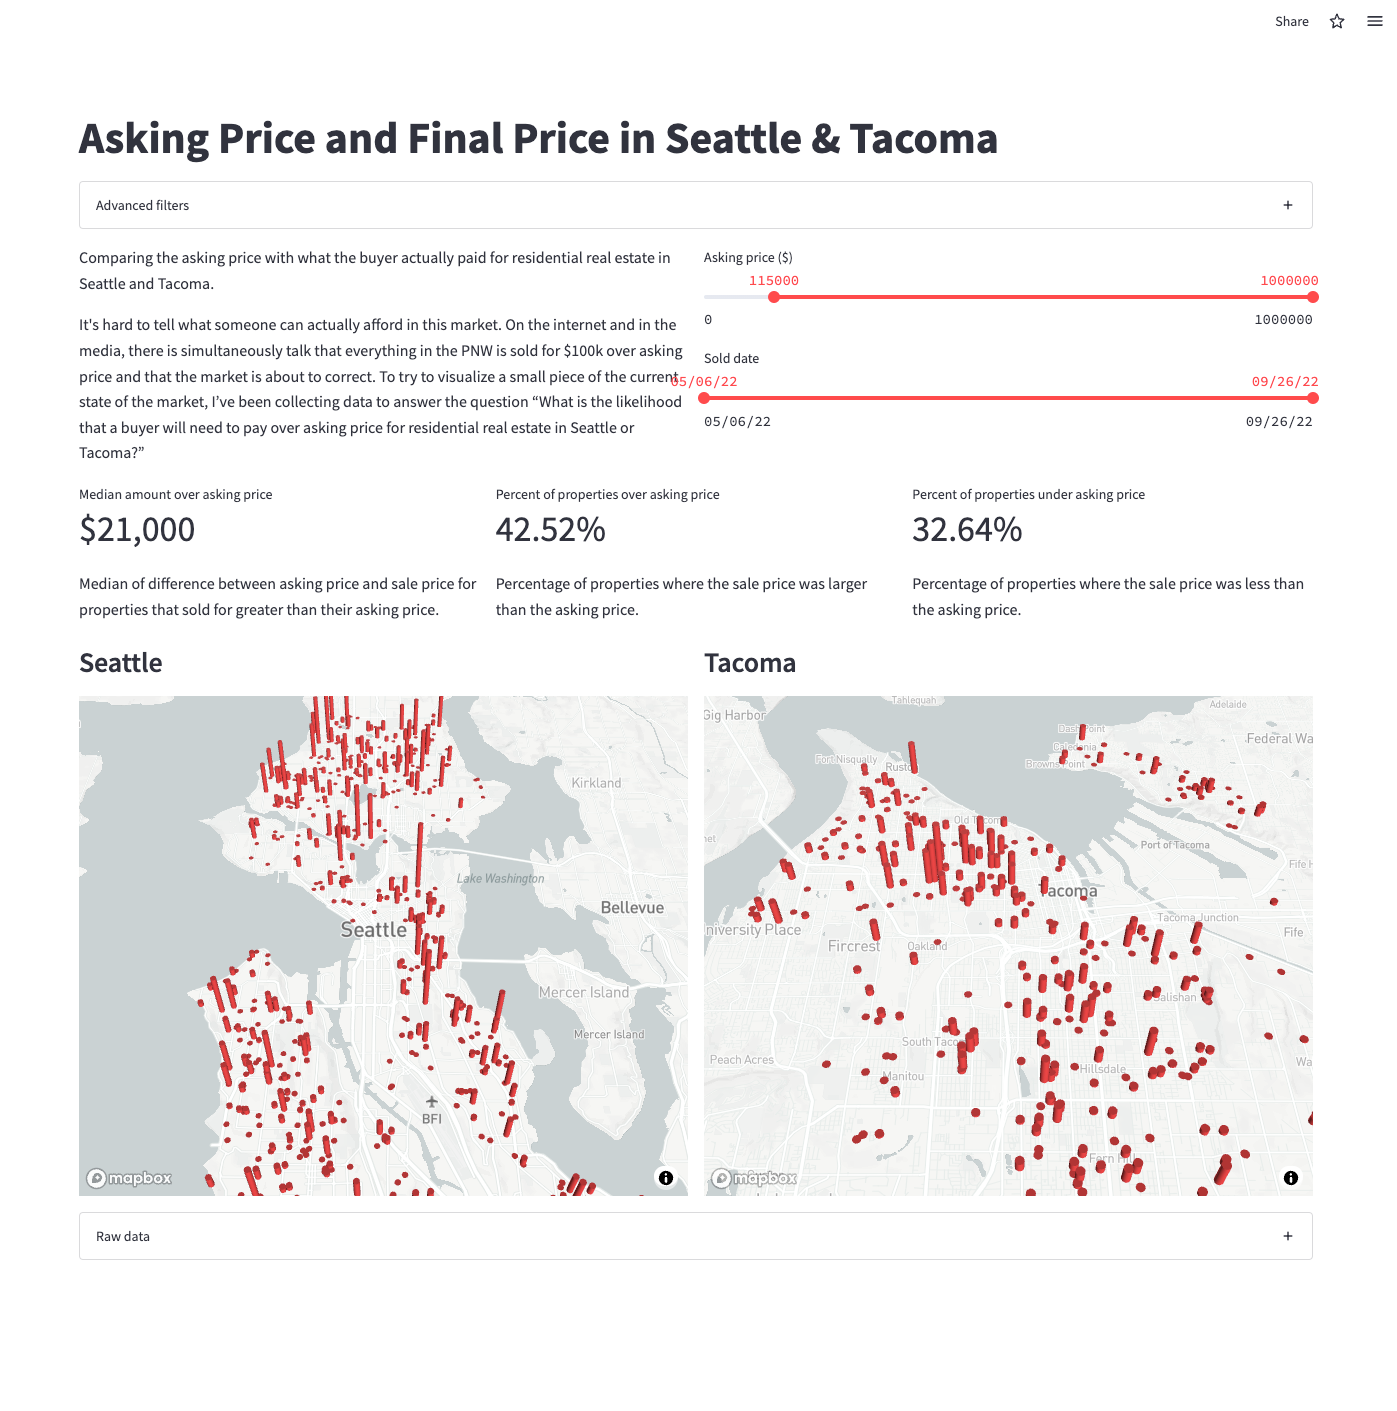 Share
Asking Price and Final Price in Seattle & Tacoma
Advanced filters
Comparing the asking price with what the buyer actually paid for residential real estate in
Seattle and Tacoma.
It's hard to tell what someone can actually afford in this market. On the internet and in the
media, there is simultaneously talk that everything in the PNW is sold for $100k over asking
price and that the market is about to correct. To try to visualize a small piece of the current
state of the market, I’ve been collecting data to answer the question “What is the likelihood
that a buyer will need to pay over asking price for residential real estate in Seattle or
Tacoma?”
Asking price ($)
115000 1000000
0 1000000
Sold date
05/06/22 09/26/22
05/06/22 09/26/22
Median amount over asking price
$21,000
Median of difference between asking price and sale price for
properties that sold for greater than their asking price.
Percent of properties over asking price
42.52%
Percentage of properties where the sale price was larger
than the asking price.
Percent of properties under asking price
32.64%
Percentage of properties where the sale price was less than
the asking price.
Seattle
Kirkland
Lake Washington
Bellevue
Seattle
Mercer Island
Mercer Island
BFI
mapbox
Tacoma
Tahlequah
Gig Harbor
Adelaide
Dash Point
Federal Wa
Caledonia
Fort Nisqually
Browns Point
Rusto
Old Tacom
Port of Tacoma
Fife H
Tacoma
Tacoma Junction
niversity Place
Fife
Fircrest
Oakland
Salishan
South Taco
Peach Acres
Hillsdale
Wa
Manitou
Fern Hil
mapbox
Raw data